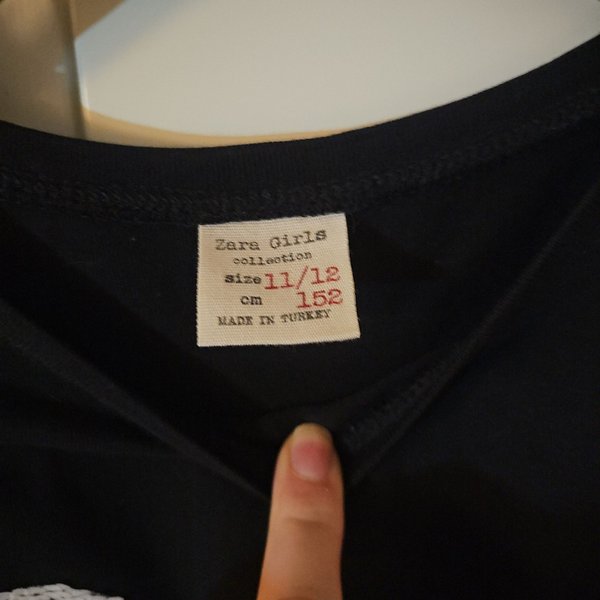 Zara Girls
collection
size 11/12
cm 152
MADE IN TURKEY